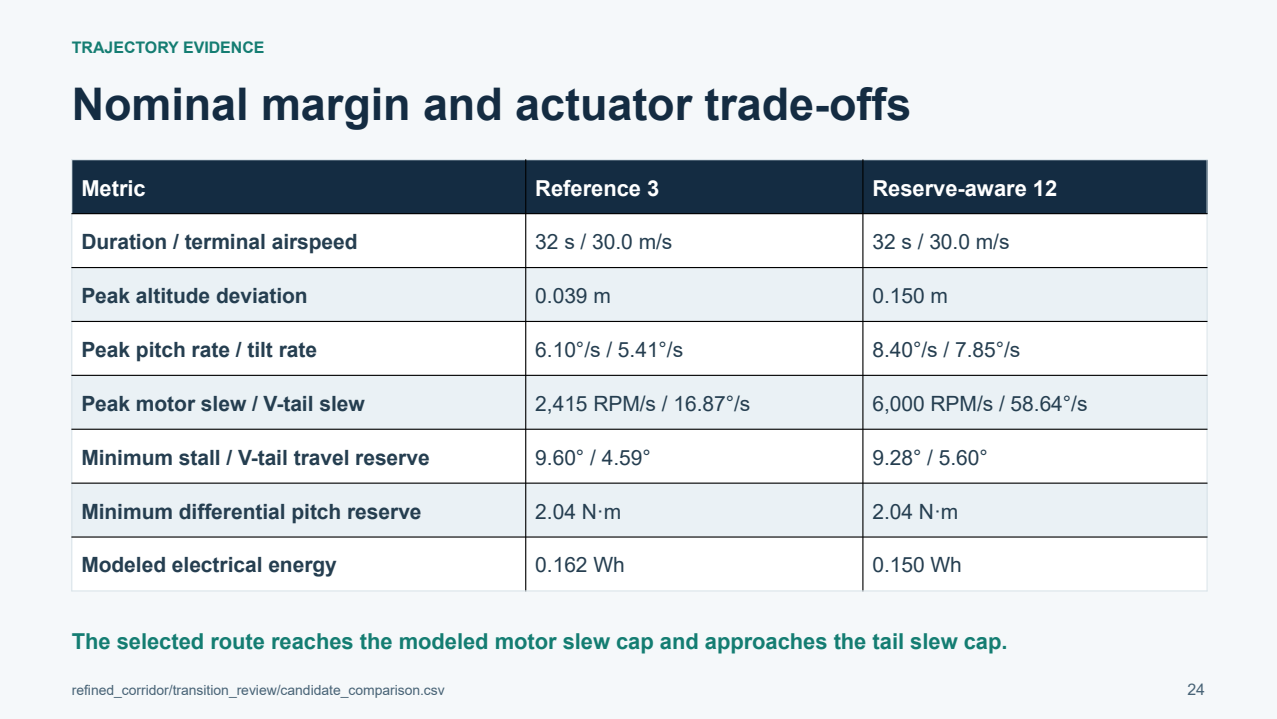 TRAJECTORY EVIDENCE
Nominal margin and actuator trade-offs
Metric Reference 3 Reserve-aware 12
Duration / terminal airspeed 32 s / 30.0 m/s 32 s / 30.0 m/s
Peak altitude deviation 0.039 m 0.150 m
Peak pitch rate / tilt rate 6.10°/s / 5.41°/s 8.40°/s / 7.85°/s
Peak motor slew / V-tail slew 2,415 RPM/s / 16.87°/s 6,000 RPM/s / 58.64°/s
Minimum stall / V-tail travel reserve 9.60° / 4.59° 9.28° / 5.60°
Minimum differential pitch reserve 2.04 N·m 2.04 N·m
Modeled electrical energy 0.162 Wh 0.150 Wh
The selected route reaches the modeled motor slew cap and approaches the tail slew cap.
refined_corridor/transition_review/candidate_comparison.csv 24